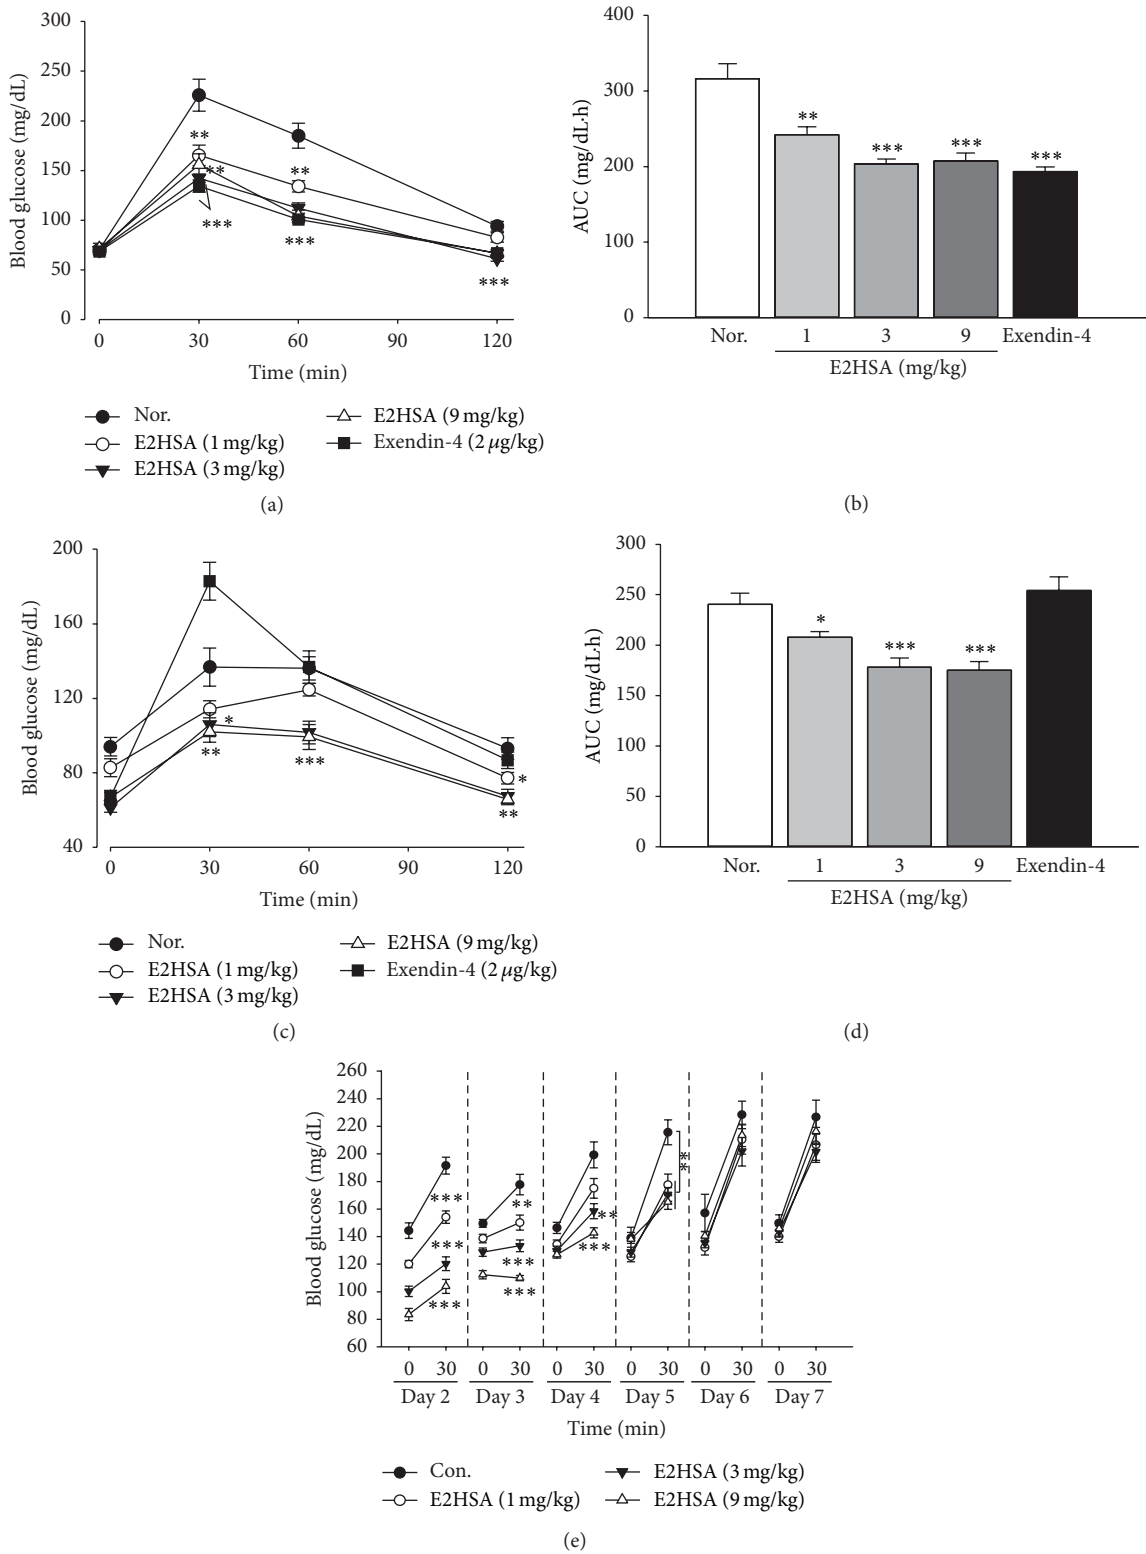 300
250
200
150
100
50
0
Blood glucose (mg/dL)
**
**
**
***
***
***
0 30 60 90 120
Time (min)
Nor.
E2HSA (1 mg/kg)
E2HSA (3 mg/kg)
E2HSA (9 mg/kg)
Exendin-4 (2 μg/kg)
(a)
400
300
200
100
0
AUC (mg/dL·h)
**
***
***
***
Nor. 1 3 9 Exendin-4
E2HSA (mg/kg)
(b)
200
160
120
80
40
Blood glucose (mg/dL)
*
**
***
*
**
0 30 60 90 120
Time (min)
Nor.
E2HSA (1 mg/kg)
E2HSA (3 mg/kg)
E2HSA (9 mg/kg)
Exendin-4 (2 μg/kg)
(c)
300
250
200
150
100
50
0
AUC (mg/dL·h)
*
***
***
Nor. 1 3 9 Exendin-4
E2HSA (mg/kg)
(d)
260
240
220
200
180
160
140
120
100
80
60
Blood glucose (mg/dL)
***
***
***
**
***
***
**
***
**
0 30 0 30 0 30 0 30 0 30 0 30
Day 2 Day 3 Day 4 Day 5 Day 6 Day 7
Time (min)
Con.
E2HSA (1 mg/kg)
E2HSA (3 mg/kg)
E2HSA (9 mg/kg)
(e)